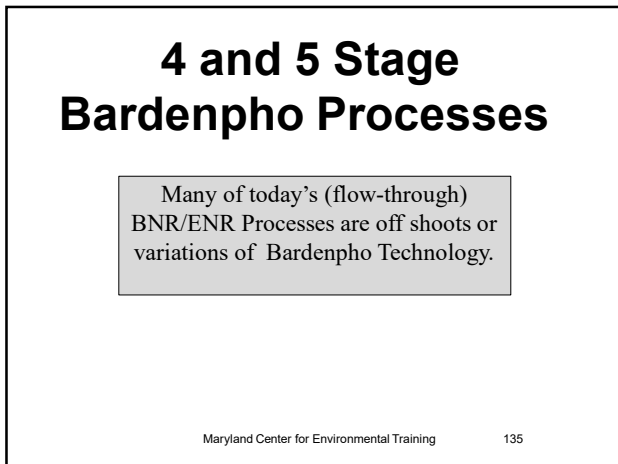 4 and 5 Stage
Bardenpho Processes
Many of today's (flow-through)
BNR/ENR Processes are off shoots or
variations of Bardenpho Technology.
Maryland Center for Environmental Training 135